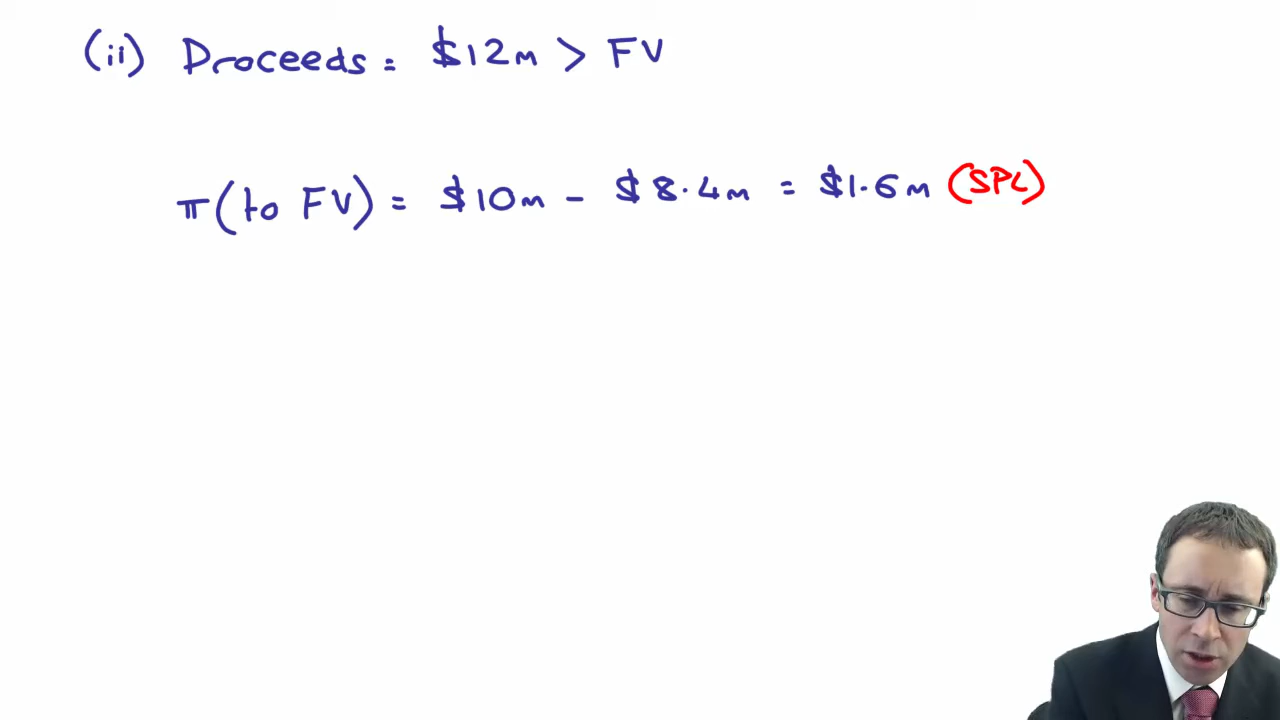 (ii) Proceeds = $12m > FV
π(to FV) = $10m - $8.4m = $1.6m (SPL)